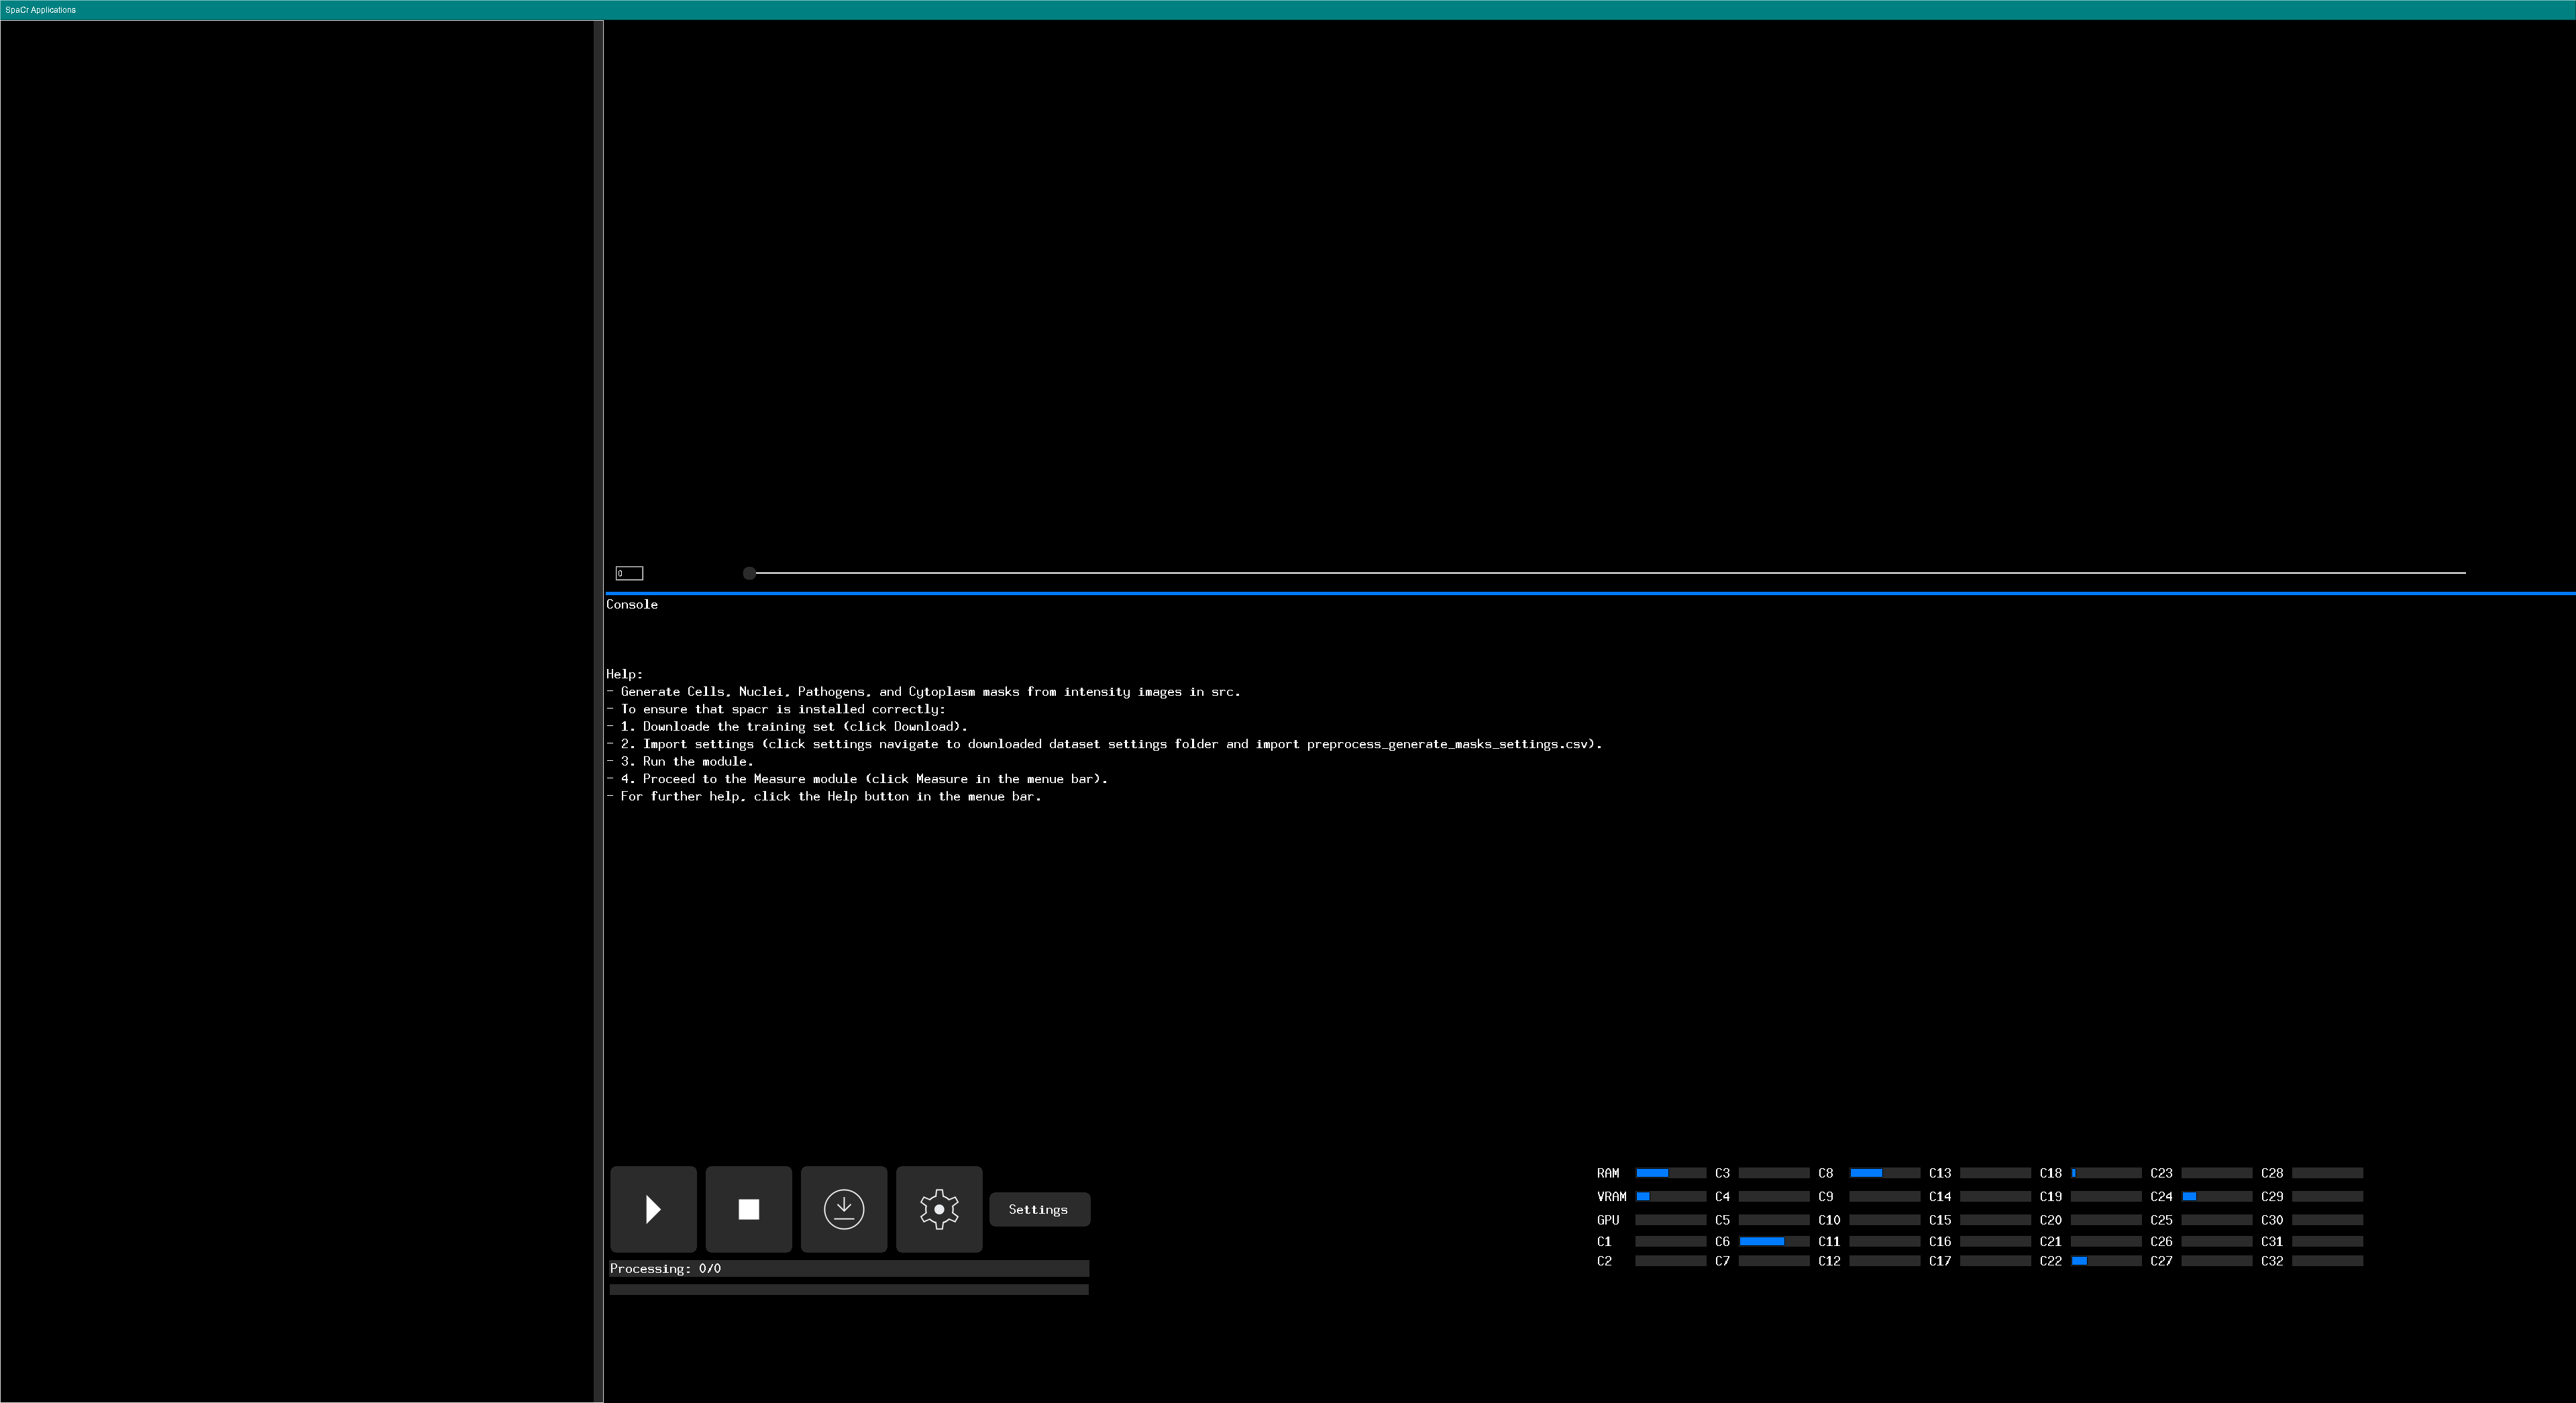 SpaCr Applications
0
Console
Help:
- Generate Cells, Nuclei, Pathogens, and Cytoplasm masks from intensity images in src.
- To ensure that spacr is installed correctly:
- 1. Downloade the training set (click Download).
- 2. Import settings (click settings navigate to downloaded dataset settings folder and import preprocess_generate_masks_settings.csv).
- 3. Run the module.
- 4. Proceed to the Measure module (click Measure in the menue bar).
- For further help, click the Help button in the menue bar.
Settings
Processing: 0/0
RAM C3 C8 C13 C18 C23 C28
VRAM C4 C9 C14 C19 C24 C29
GPU C5 C10 C15 C20 C25 C30
C1 C6 C11 C16 C21 C26 C31
C2 C7 C12 C17 C22 C27 C32